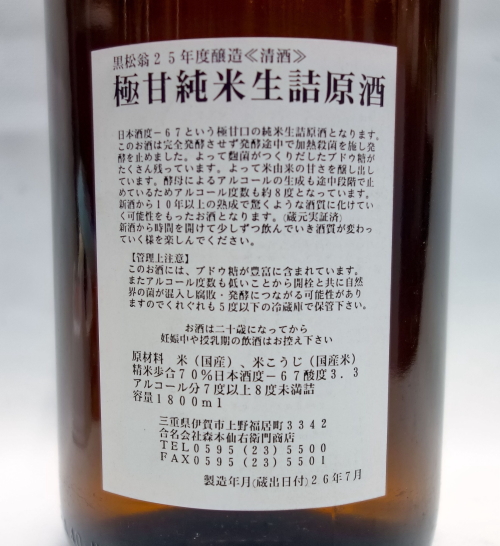 黒松翁２５年度醸造≪清酒≫
極甘純米生詰原酒
日本酒度－６７という極甘口の純米生詰原酒となります。
このお酒は完全発酵させず発酵途中で加熱殺菌を施し発
酵を止めました。よって麹菌がつくりだしたブドウ糖が
たくさん残っています。よって米由来の甘さを醸し出し
ています。酵母によるアルコールの生成も途中段階で止
めているためアルコール度数も約８度となっています。
新酒から１０年以上の熟成で驚くような酒質に化けてい
く可能性をもったお酒となります。(蔵元実証済)
新酒から時間を開けて少しずつ飲んでいき酒質が変わっ
ていく様を楽しんでください。
【管理上注意】
このお酒には、ブドウ糖が豊富に含まれています。
またアルコール度数も低いことから開栓と共に自然
界の菌が混入し腐敗・発酵につながる可能性があり
ますのでくれぐれも５度以下の冷蔵庫で保管下さい。
お酒は二十歳になってから
妊娠中や授乳期の飲酒はお控え下さい
原材料　米（国産）、米こうじ（国産米）
精米歩合７０％日本酒度－６７酸度３．３
アルコール分７度以上８度未満詰
容量１８００ｍｌ
三重県伊賀市上野福居町３３４２
合名会社森本仙右衛門商店
ＴＥＬ０５９５（２３）５５００
ＦＡＸ０５９５（２３）５５０１
製造年月(蔵出日付)２６年７月